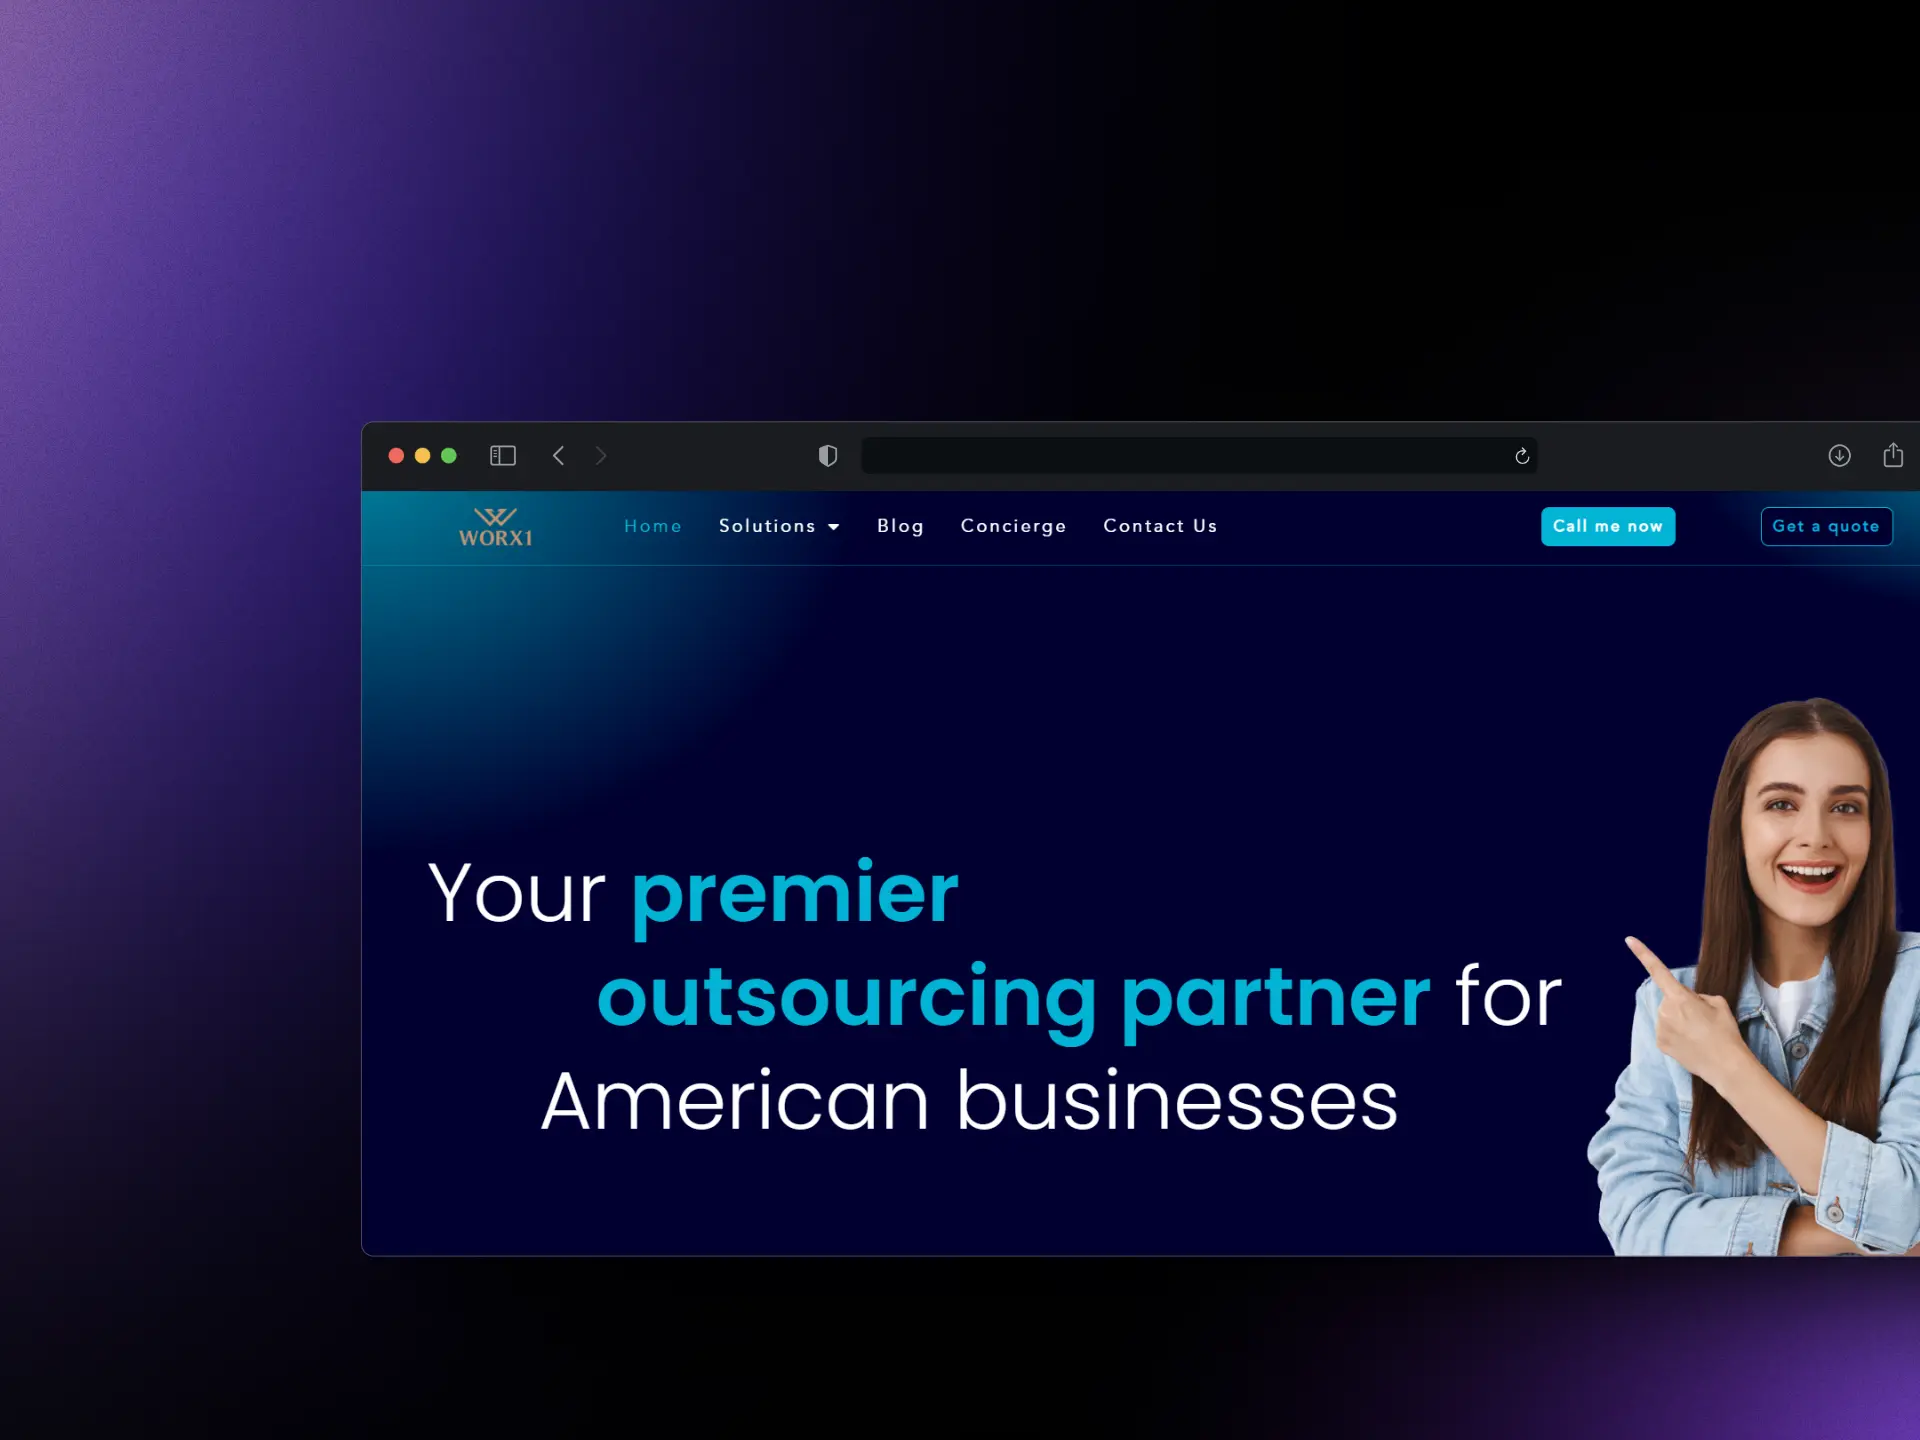 WORX1
Home Solutions Blog Concierge Contact Us Call me now Get a quote
Your premier
outsourcing partner for
American businesses